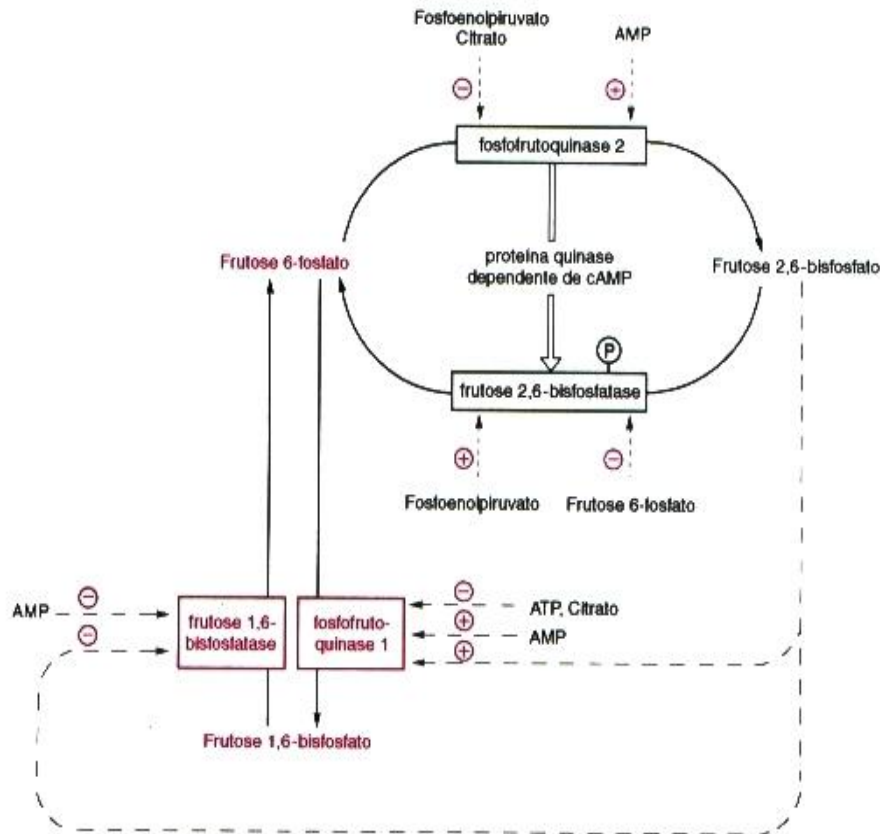 Fosfoenolpiruvato
Citrato
AMP
−
+
fosfofrutoquinase 2
Frutose 6-fosfato
proteína quinase
dependente de cAMP
Frutose 2,6-bisfosfato
P
frutose 2,6-bisfosfatase
+
−
Fosfoenolpiruvato
Frutose 6-fosfato
AMP
−
−
frutose 1,6-
bisfosfatase
fosfofruto-
quinase 1
−
+
+
ATP, Citrato
AMP
Frutose 1,6-bisfosfato